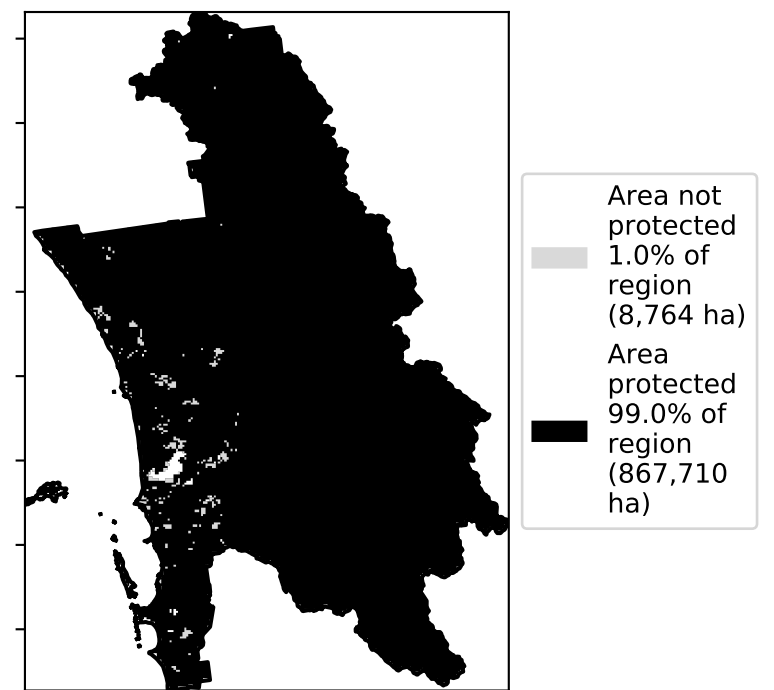 Area not
protected
1.0% of
region
(8,764 ha)
Area
protected
99.0% of
region
(867,710
ha)